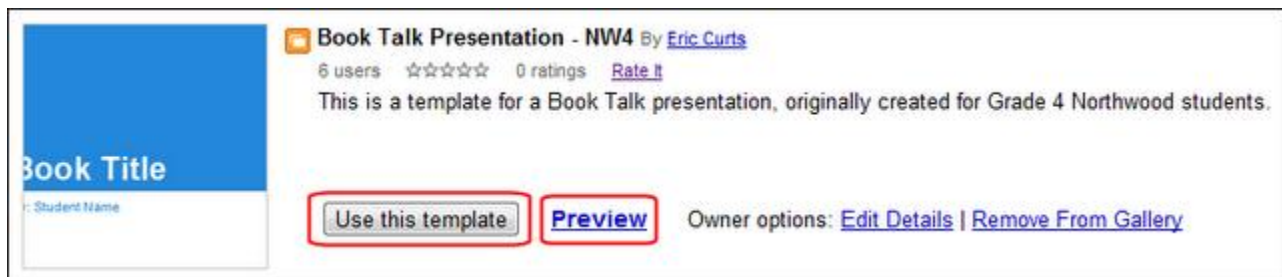 Book Talk Presentation - NW4 By Eric Curts
6 users ☆☆☆☆☆ 0 ratings Rate It
This is a template for a Book Talk presentation, originally created for Grade 4 Northwood students.
Book Title
: Student Name
Use this template Preview Owner options: Edit Details | Remove From Gallery